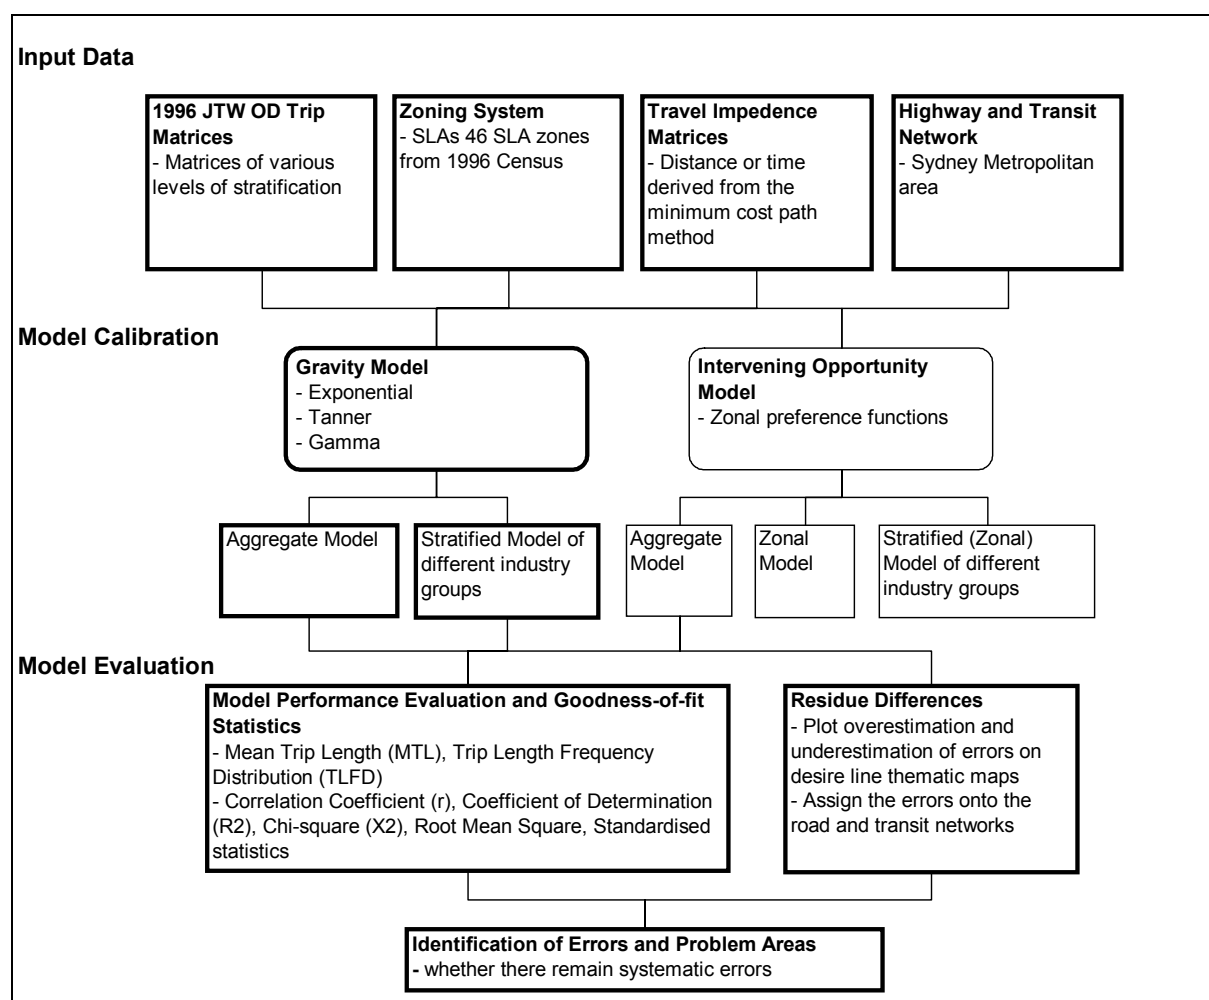 Input Data
1996 JTW OD Trip
Matrices
- Matrices of various
levels of stratification
Zoning System
- SLAs 46 SLA zones
from 1996 Census
Travel Impedence
Matrices
- Distance or time
derived from the
minimum cost path
method
Highway and Transit
Network
- Sydney Metropolitan
area
Model Calibration
Gravity Model
- Exponential
- Tanner
- Gamma
Intervening Opportunity
Model
- Zonal preference functions
Aggregate Model
Stratified Model of
different industry
groups
Aggregate
Model
Zonal
Model
Stratified (Zonal)
Model of different
industry groups
Model Evaluation
Model Performance Evaluation and Goodness-of-fit
Statistics
- Mean Trip Length (MTL), Trip Length Frequency
Distribution (TLFD)
- Correlation Coefficient (r), Coefficient of Determination
(R2), Chi-square (X2), Root Mean Square, Standardised
statistics
Residue Differences
- Plot overestimation and
underestimation of errors on
desire line thematic maps
- Assign the errors onto the
road and transit networks
Identification of Errors and Problem Areas
- whether there remain systematic errors